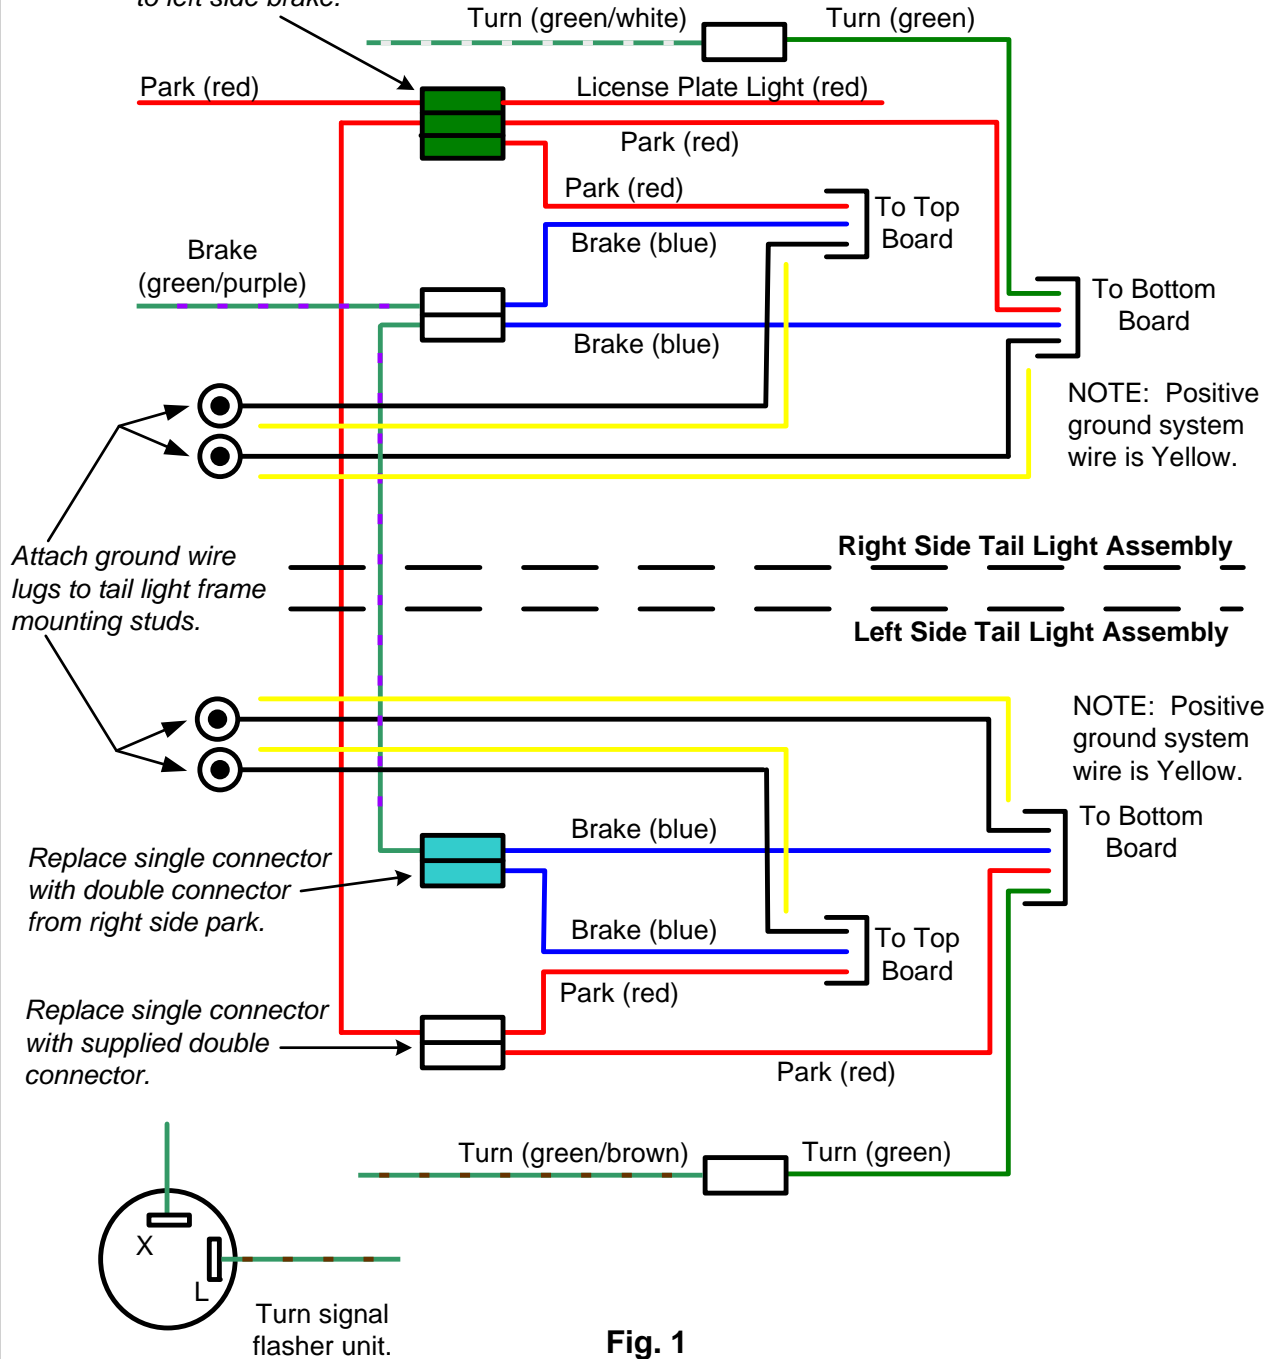 to left side brake.
Turn (green/white)
Turn (green)
Park (red)
License Plate Light (red)
Park (red)
Park (red)
To Top
Board
Brake (blue)
Brake
(green/purple)
To Bottom
Board
Brake (blue)
NOTE: Positive
ground system
wire is Yellow.
Attach ground wire
lugs to tail light frame
mounting studs.
Right Side Tail Light Assembly
Left Side Tail Light Assembly
NOTE: Positive
ground system
wire is Yellow.
To Bottom
Board
Brake (blue)
Replace single connector
with double connector
from right side park.
Brake (blue)
To Top
Board
Park (red)
Replace single connector
with supplied double
connector.
Park (red)
Turn (green/brown)
Turn (green)
X
L
Turn signal
flasher unit.
Fig. 1